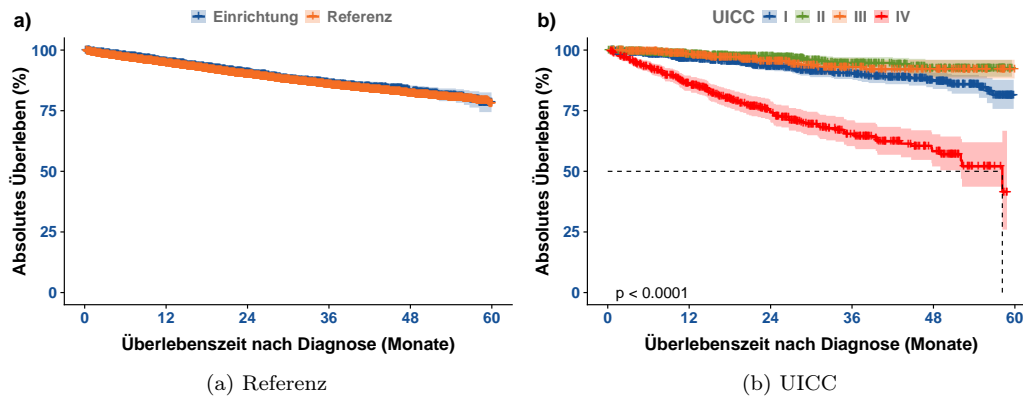 a)
Einrichtung Referenz
Absolutes Überleben (%)
100
75
50
25
0
0 12 24 36 48 60
Überlebenszeit nach Diagnose (Monate)
(a) Referenz
b)
UICC I II III IV
Absolutes Überleben (%)
100
75
50
25
0
p < 0.0001
0 12 24 36 48 60
Überlebenszeit nach Diagnose (Monate)
(b) UICC